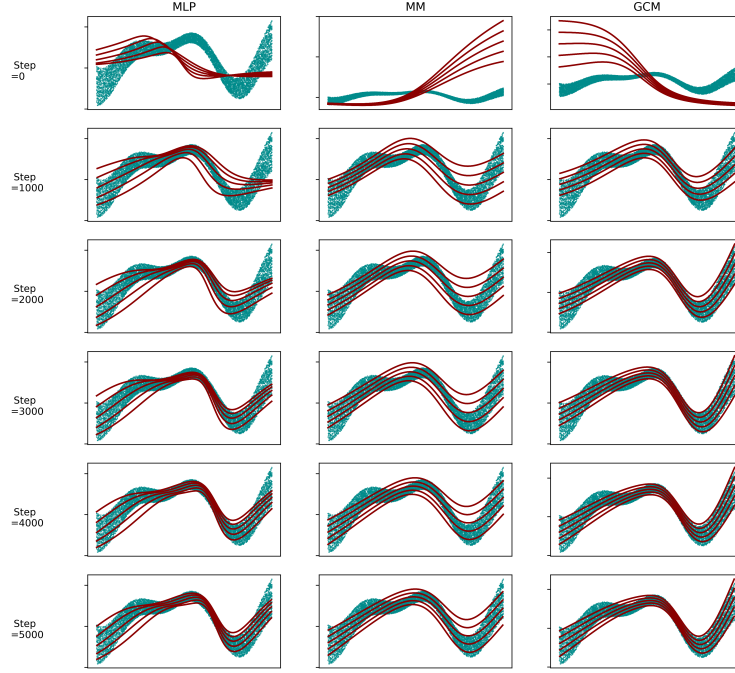 MLP MM GCM
Step
=0
Step
=1000
Step
=2000
Step
=3000
Step
=4000
Step
=5000